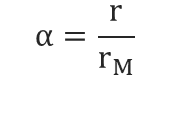 α = r / r_M